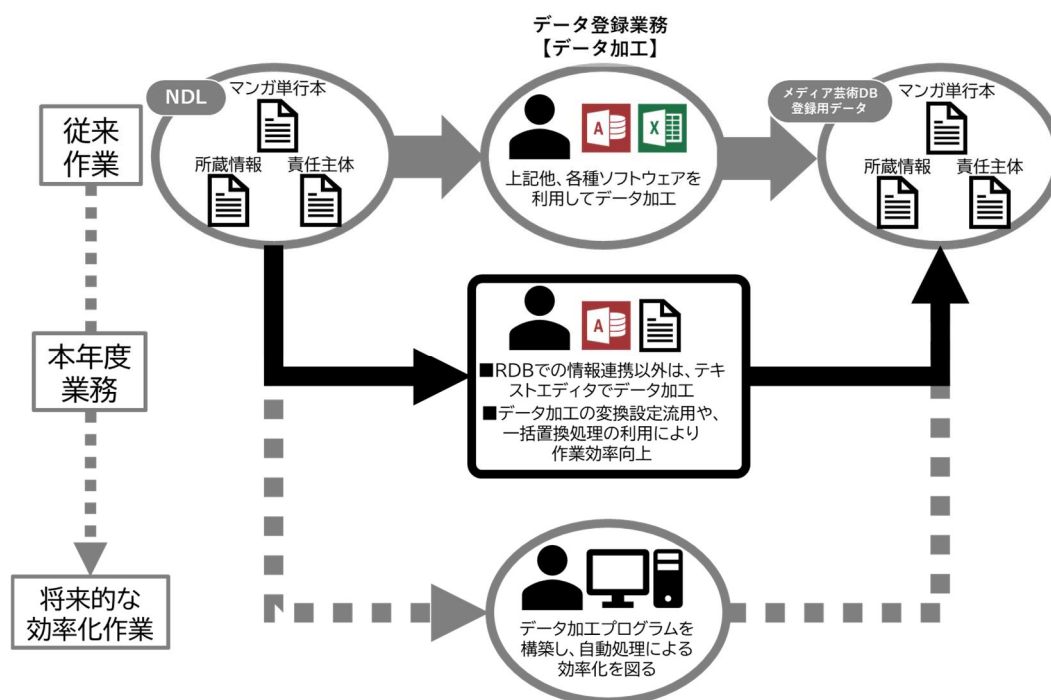 データ登録業務
【データ加工】
NDL
マンガ単行本
所蔵情報
責任主体
A
X
上記他、各種ソフトウェアを
利用してデータ加工
メディア芸術DB
登録用データ
マンガ単行本
所蔵情報
責任主体
従来
作業
本年度
業務
A
■RDBでの情報連携以外は、テキ
ストエディタでデータ加工
■データ加工の変換設定流用や、
一括置換処理の利用により
作業効率向上
将来的な
効率化作業
データ加工プログラムを
構築し、自動処理による
効率化を図る